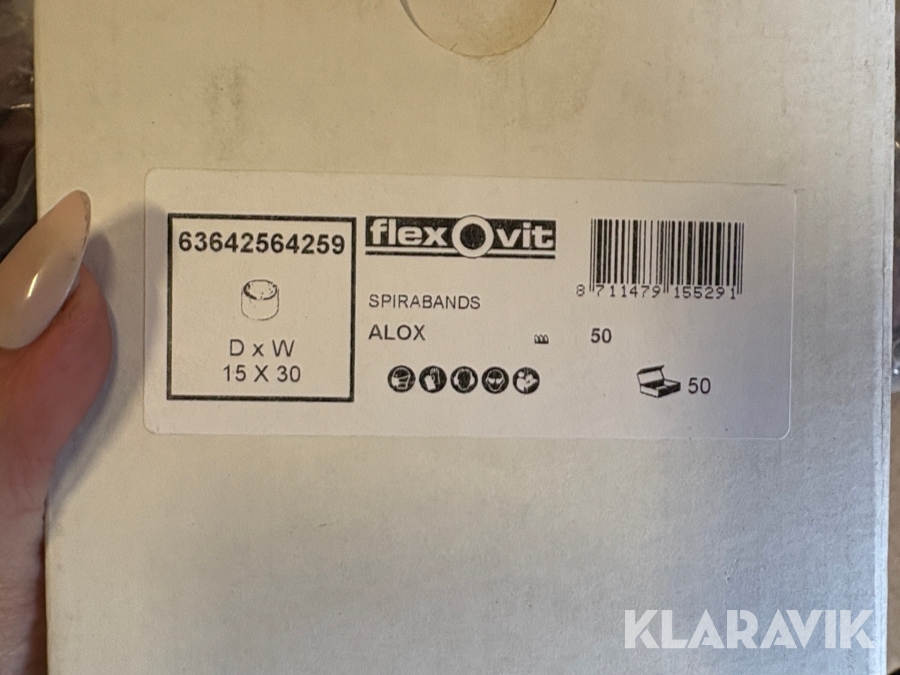 63642564259
D x W
15 X 30
flexovit
SPIRABANDS
ALOX
50
8 711479 155291
50
KLARAVIK